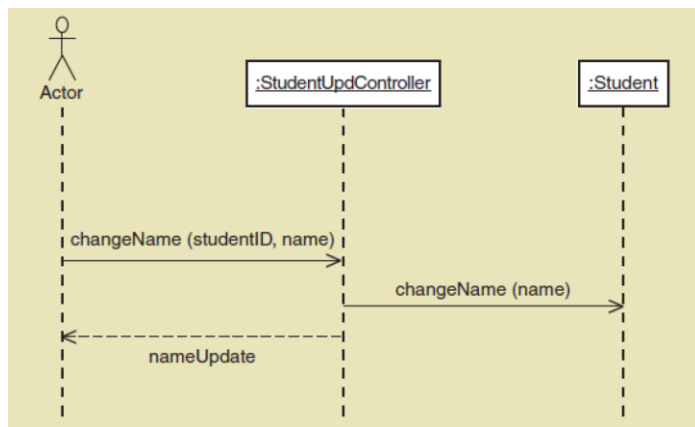 Actor
:StudentUpdController
:Student
changeName (studentID, name)
changeName (name)
nameUpdate